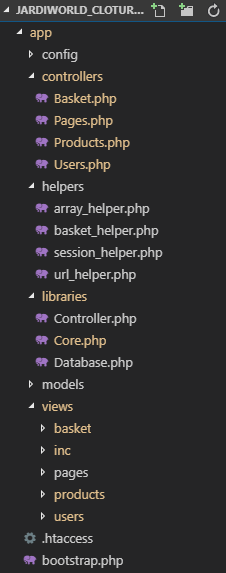 JARDIWORLD_CLOTUR...
app
config
controllers
Basket.php
Pages.php
Products.php
Users.php
helpers
array_helper.php
basket_helper.php
session_helper.php
url_helper.php
libraries
Controller.php
Core.php
Database.php
models
views
basket
inc
pages
products
users
.htaccess
bootstrap.php